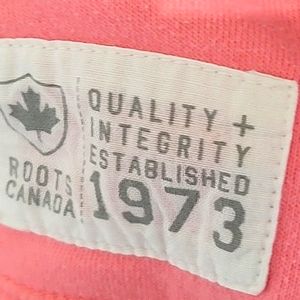 ROOTS
CANADA
QUALITY +
INTEGRITY
ESTABLISHED
1973